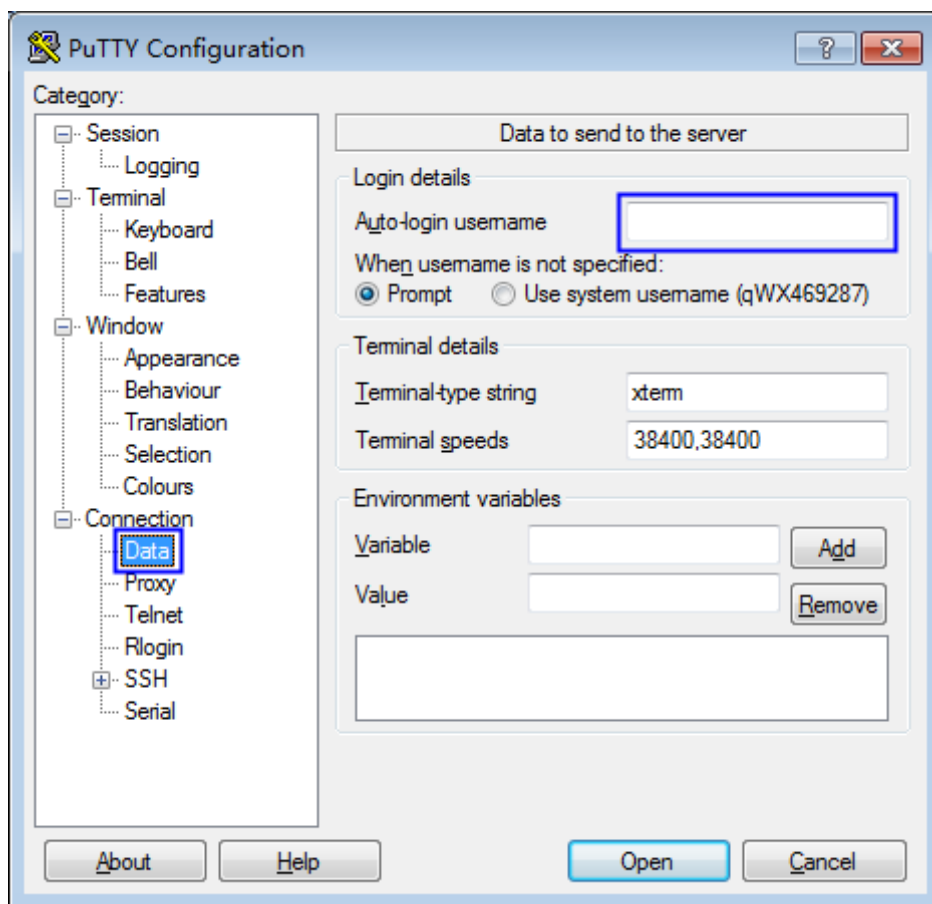 PuTTY Configuration
Category:
Session
Logging
Terminal
Keyboard
Bell
Features
Window
Appearance
Behaviour
Translation
Selection
Colours
Connection
Data
Proxy
Telnet
Rlogin
SSH
Serial
Data to send to the server
Login details
Auto-login username
When username is not specified:
Prompt Use system username (qWX469287)
Terminal details
Terminal-type string xterm
Terminal speeds 38400,38400
Environment variables
Variable Add
Value Remove
About Help Open Cancel